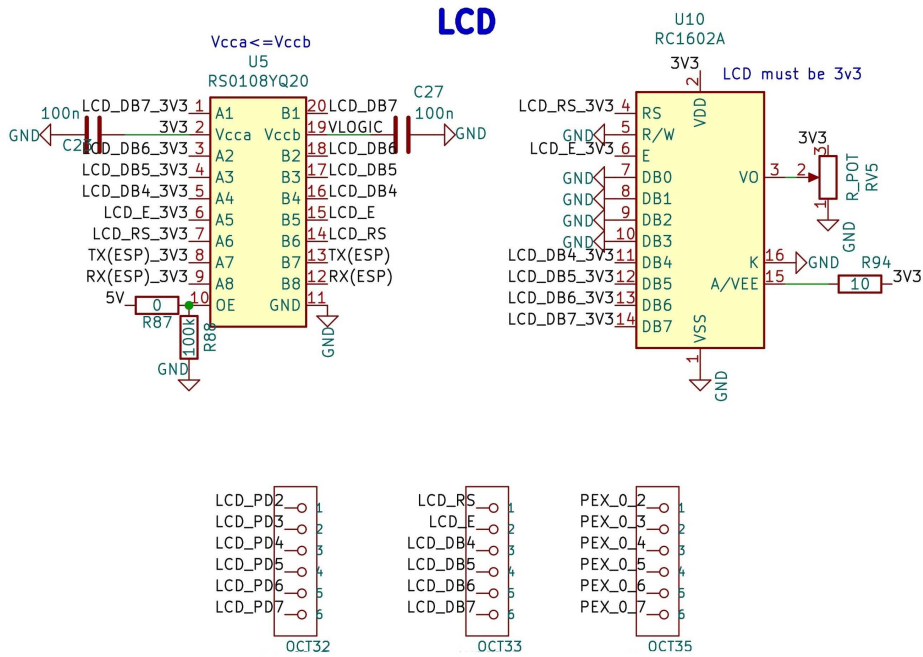 LCD
Vcca<=Vccb
U5
RS0108YQ20
C27
100n
100n
GND
GND
C23
LCD_DB7_3V3 1 A1 B1 20 LCD_DB7
3V3 2 Vcca Vccb 19 VLOGIC
LCD_DB6_3V3 3 A2 B2 18 LCD_DB6
LCD_DB5_3V3 4 A3 B3 17 LCD_DB5
LCD_DB4_3V3 5 A4 B4 16 LCD_DB4
LCD_E_3V3 6 A5 B5 15 LCD_E
LCD_RS_3V3 7 A6 B6 14 LCD_RS
TX(ESP)_3V3 8 A7 B7 13 TX(ESP)
RX(ESP)_3V3 9 A8 B8 12 RX(ESP)
5V 0 10 OE GND 11
R87
100k
R88
GND
GND
U10
RC1602A
3V3
2
VDD
LCD must be 3v3
LCD_RS_3V3 4 RS
GND 5 R/W
LCD_E_3V3 6 E
GND 7 DB0
GND 8 DB1
GND 9 DB2
GND 10 DB3
LCD_DB4_3V3 11 DB4
LCD_DB5_3V3 12 DB5
LCD_DB6_3V3 13 DB6
LCD_DB7_3V3 14 DB7
3V3
3
VO 3 2
R_POT
RV5
1
GND
K 16 GND
R94
A/VEE 15 10 3V3
VSS
1
GND
LCD_PD2 1
LCD_PD3 2
LCD_PD4 3
LCD_PD5 4
LCD_PD6 5
LCD_PD7 6
OCT32
LCD_RS 1
LCD_E 2
LCD_DB4 3
LCD_DB5 4
LCD_DB6 5
LCD_DB7 6
OCT33
PEX_0_2 1
PEX_0_3 2
PEX_0_4 3
PEX_0_5 4
PEX_0_6 5
PEX_0_7 6
OCT35